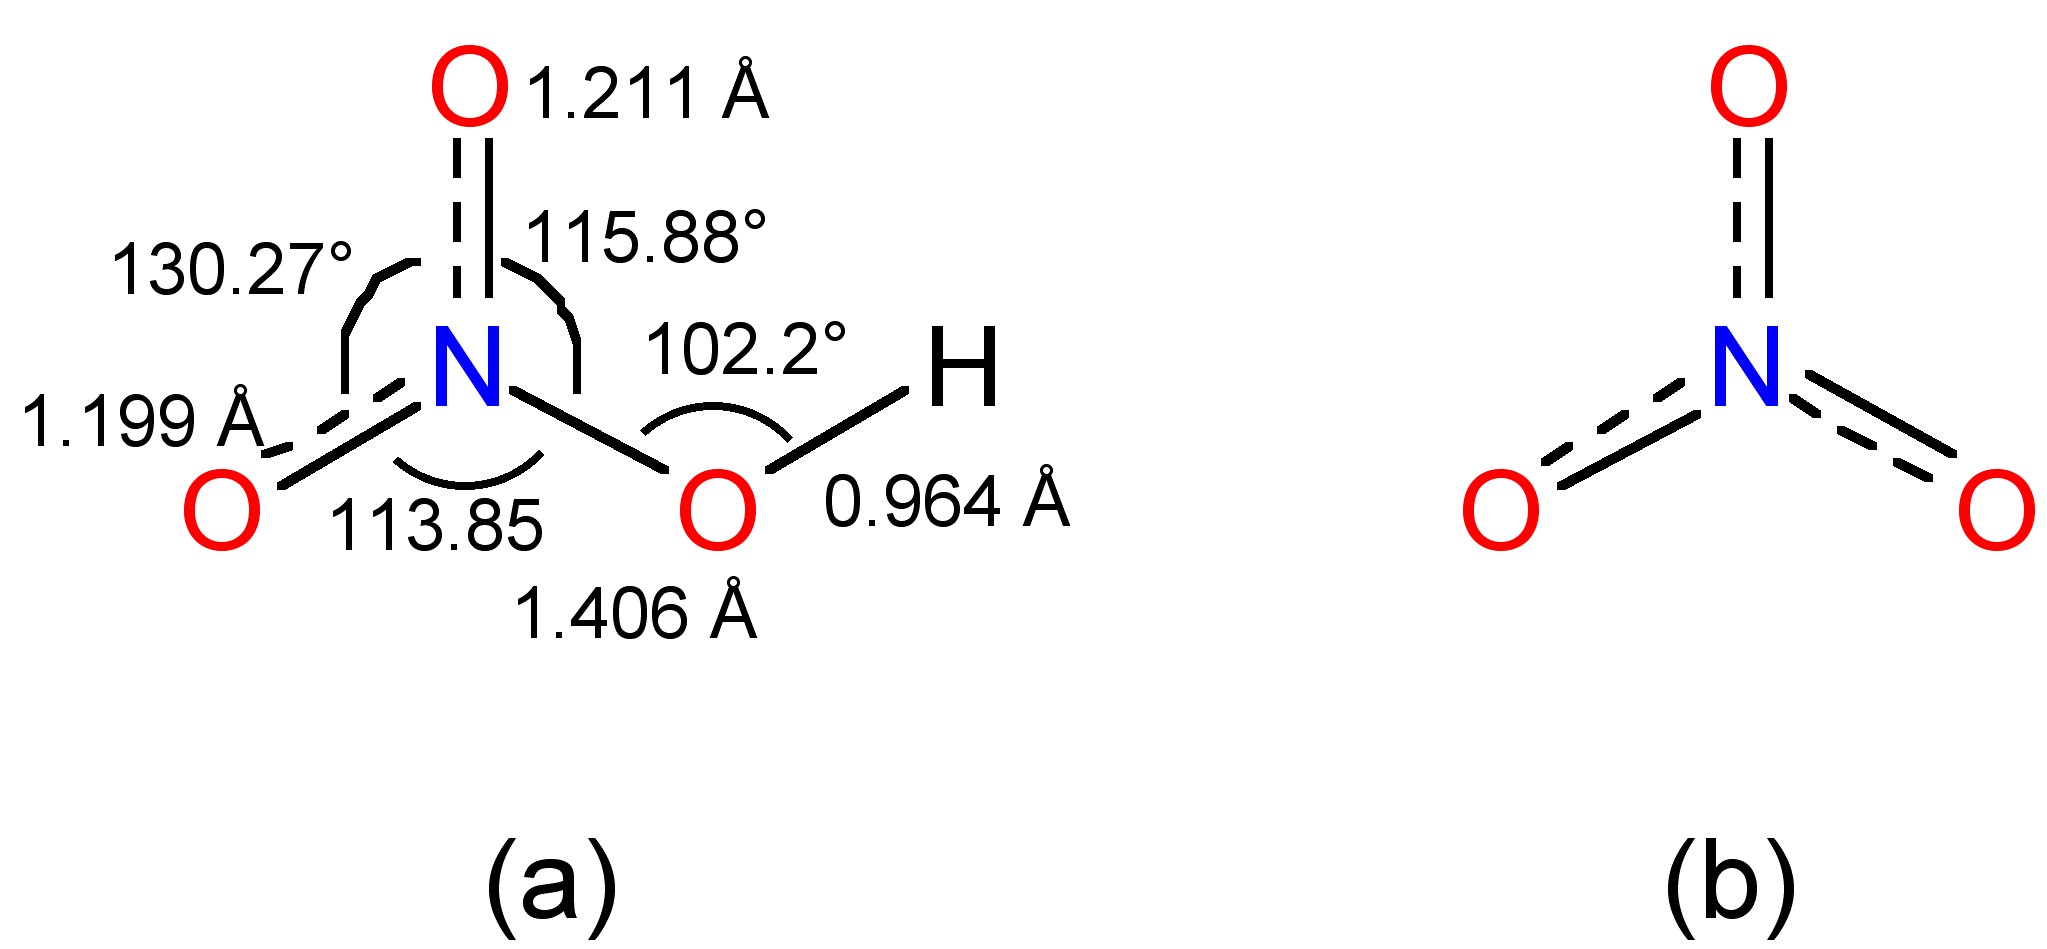 O 1.211 Å
O
130.27°
115.88°
N
102.2°
H
N
1.199 Å
O
113.85
O
0.964 Å
O
O
1.406 Å
(a)
(b)